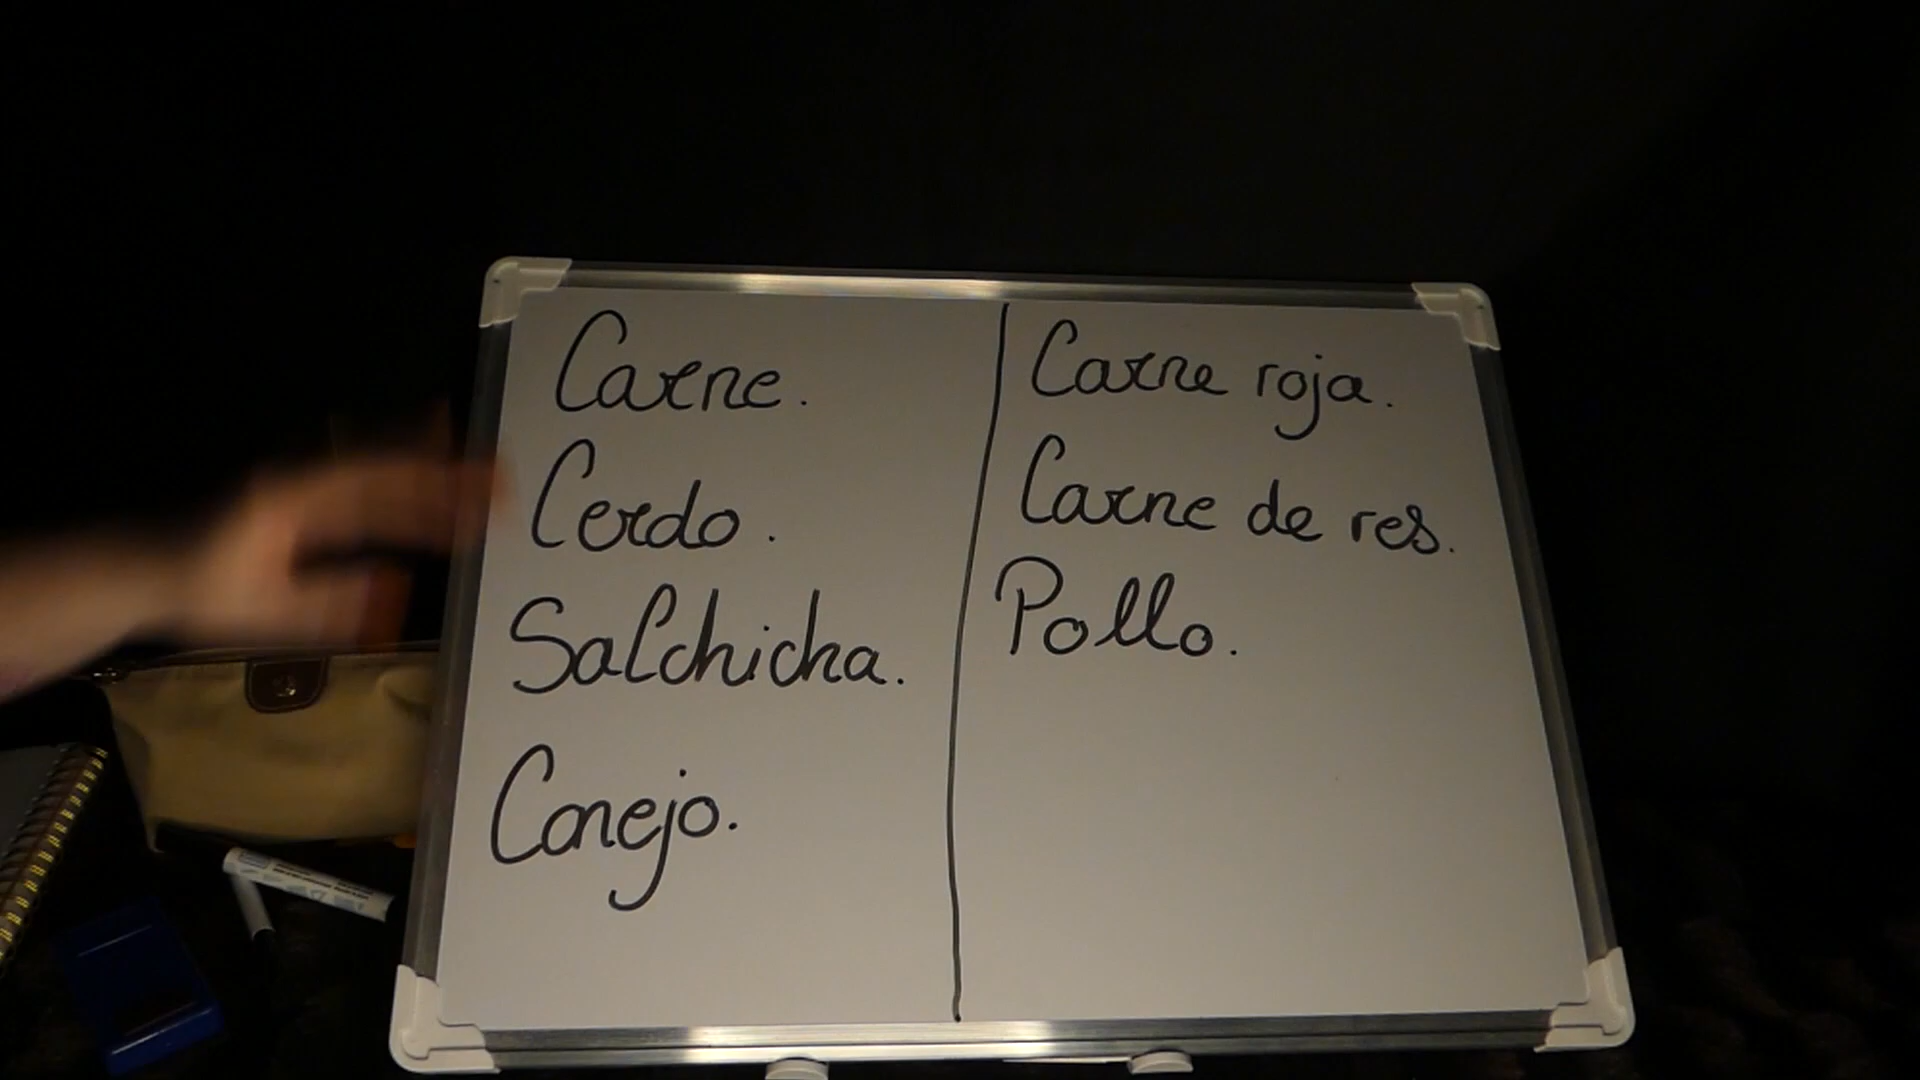 Carne.
Cerdo.
Salchicha.
Conejo.
Carne roja.
Carne de res.
Pollo.